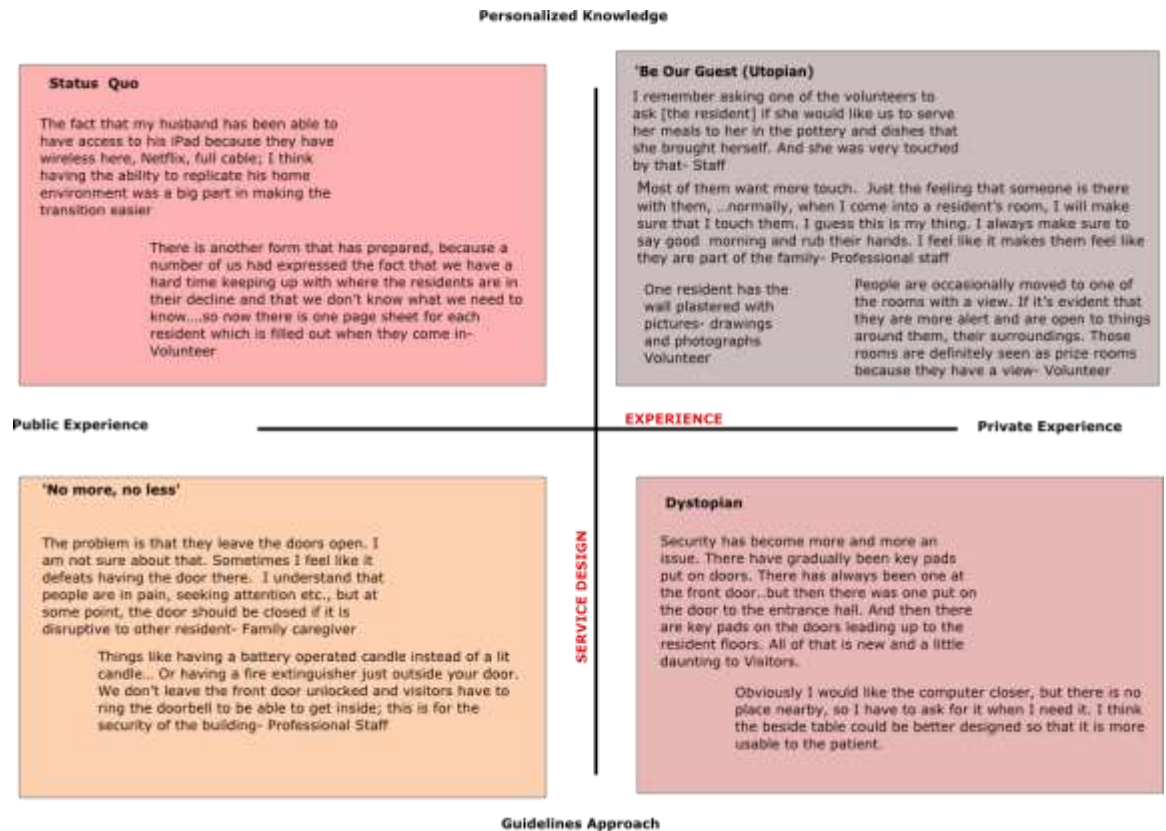 Personalized Knowledge
Status Quo
The fact that my husband has been able to
have access to his iPad because they have
wireless here, Netflix, full cable; I think
having the ability to replicate his home
environment was a big part in making the
transition easier
There is another form that has prepared, because a
number of us had expressed the fact that we have a
hard time keeping up with where the residents are in
their decline and that we don't know what we need to
know....so now there is one page sheet for each
resident which is filled out when they come in-
Volunteer
'Be Our Guest (Utopian)
I remember asking one of the volunteers to
ask [the resident] if she would like us to serve
her meals to her in the pottery and dishes that
she brought herself. And she was very touched
by that- Staff
Most of them want more touch. Just the feeling that someone is there
with them, ...normally, when I come into a resident's room, I will make
sure that I touch them. I guess this is my thing. I always make sure to
say good morning and rub their hands. I feel like it makes them feel like
they are part of the family- Professional staff
One resident has the
wall plastered with
pictures- drawings
and photographs
Volunteer
People are occasionally moved to one of
the rooms with a view. If it's evident that
they are more alert and are open to things
around them, their surroundings. Those
rooms are definitely seen as prize rooms
because they have a view- Volunteer
Public Experience
EXPERIENCE
Private Experience
'No more, no less'
The problem is that they leave the doors open. I
am not sure about that. Sometimes I feel like it
defeats having the door there. I understand that
people are in pain, seeking attention etc., but at
some point, the door should be closed if it is
disruptive to other resident- Family caregiver
Things like having a battery operated candle instead of a lit
candle... Or having a fire extinguisher just outside your door.
We don't leave the front door unlocked and visitors have to
ring the doorbell to be able to get inside; this is for the
security of the building- Professional Staff
SERVICE DESIGN
Dystopian
Security has become more and more an
issue. There have gradually been key pads
put on doors. There has always been one at
the front door..but then there was one put on
the door to the entrance hall. And then there
are key pads on the doors leading up to the
resident floors. All of that is new and a little
daunting to Visitors.
Obviously I would like the computer closer, but there is no
place nearby, so I have to ask for it when I need it. I think
the beside table could be better designed so that it is more
usable to the patient.
Guidelines Approach